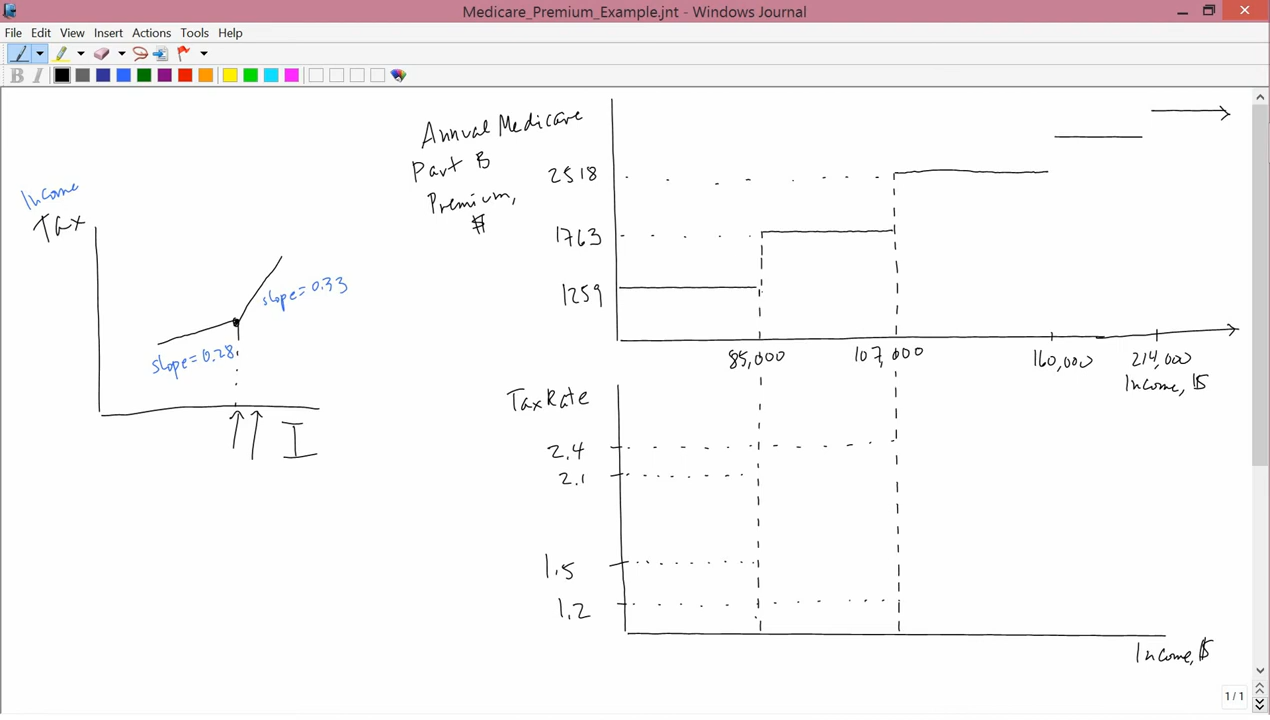 Medicare_Premium_Example.jnt - Windows Journal
File Edit View Insert Actions Tools Help
B I
Income
Tax
slope=0.33
slope=0.28
I
Annual Medicare
Part B
Premium,
$
2518
1763
1259
85,000 107,000 160,000 214,000
Income, $
Tax Rate
2.4
2.1
1.5
1.2
Income, $
1 / 1